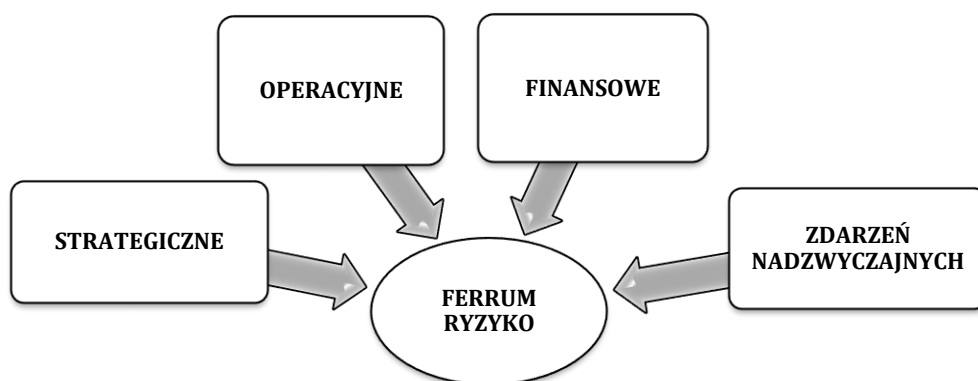 OPERACYJNE
FINANSOWE
STRATEGICZNE
ZDARZEŃ
NADZWYCZAJNYCH
FERRUM
RYZYKO